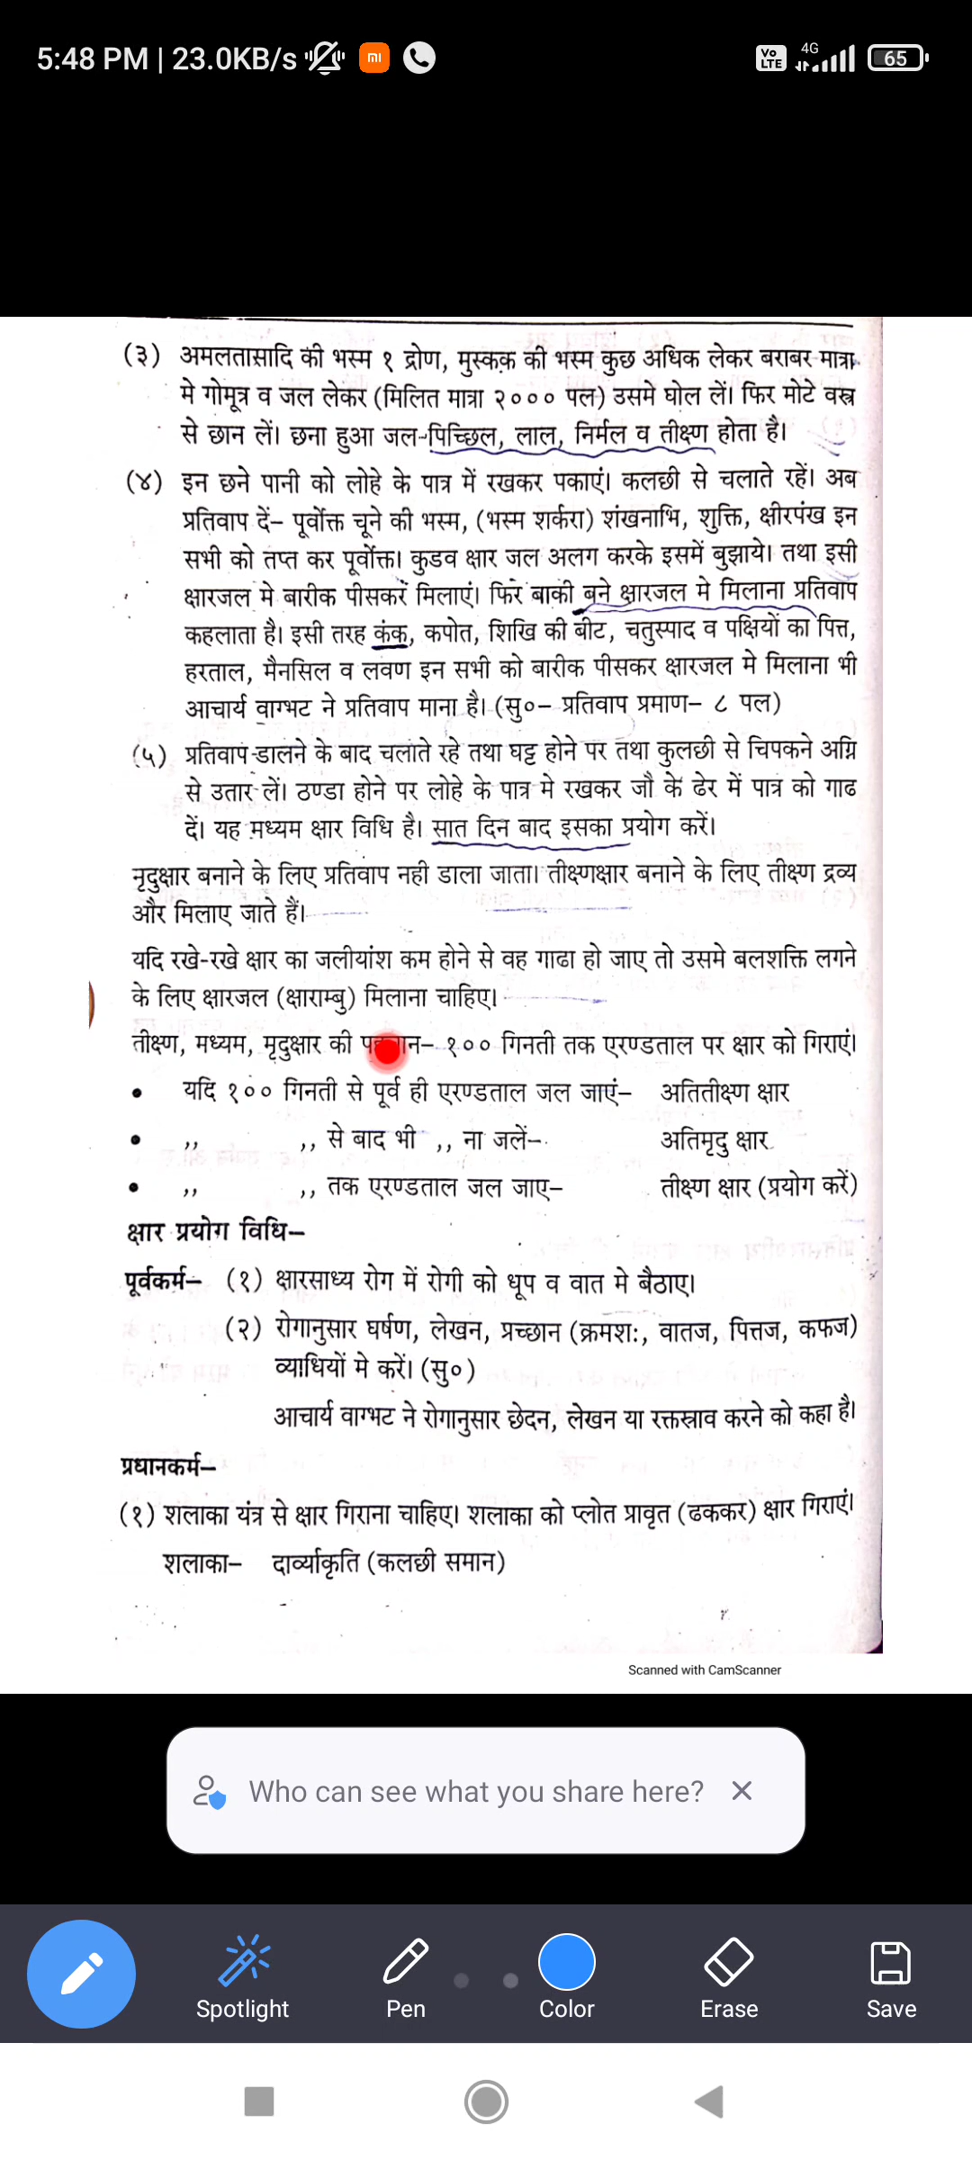 5:48 PM | 23.0KB/s
Vo LTE 4G 65
(३) अमलतासादि की भस्म १ द्रोण, मुस्कक़ की भस्म कुछ अधिक लेकर बराबर मात्रा
मे गोमूत्र व जल लेकर (मिलित मात्रा २००० पल) उसमे घोल लें। फिर मोटे वस्त्र
से छान लें। छना हुआ जल-पिच्छिल, लाल, निर्मल व तीक्ष्ण होता है।
(४) इन छने पानी को लोहे के पात्र में रखकर पकाएं। कलछी से चलाते रहें। अब
प्रतिवाप दें– पूर्वोक्त चूने की भस्म, (भस्म शर्करा) शंखनाभि, शुक्ति, क्षीरपंख इन
सभी को तप्त कर पूर्वोक्त। कुडव क्षार जल अलग करके इसमें बुझाये। तथा इसी
क्षारजल मे बारीक पीसकरं मिलाएं। फिर बाकी बने क्षारजल मे मिलाना प्रतिवाप
कहलाता है। इसी तरह कंक, कपोत, शिखि की बीट, चतुस्पाद व पक्षियों का पित्त,
हरताल, मैनसिल व लवण इन सभी को बारीक पीसकर क्षारजल मे मिलाना भी
आचार्य वाग्भट ने प्रतिवाप माना है। (सु०– प्रतिवाप प्रमाण– ८ पल)
(५) प्रतिवाप डालने के बाद चलाते रहे तथा घट्ट होने पर तथा कुलछी से चिपकने अग्नि
से उतार लें। ठण्डा होने पर लोहे के पात्र मे रखकर जौ के ढेर में पात्र को गाढ
दें। यह मध्यम क्षार विधि है। सात दिन बाद इसका प्रयोग करें।
मृदुक्षार बनाने के लिए प्रतिवाप नही डाला जाता। तीक्ष्णक्षार बनाने के लिए तीक्ष्ण द्रव्य
और मिलाए जाते हैं।
यदि रखे-रखे क्षार का जलीयांश कम होने से वह गाढा हो जाए तो उसमे बलशक्ति लगने
के लिए क्षारजल (क्षाराम्बु) मिलाना चाहिए।
तीक्ष्ण, मध्यम, मृदुक्षार की – १०० गिनती तक एरण्डताल पर क्षार को गिराएं।
• यदि १०० गिनती से पूर्व ही एरण्डताल जल जाएं– अतितीक्ष्ण क्षार
• ,, ,, से बाद भी ,, ना जलें– अतिमृदु क्षार
• ,, ,, तक एरण्डताल जल जाए– तीक्ष्ण क्षार (प्रयोग करें)
क्षार प्रयोग विधि–
पूर्वकर्म– (१) क्षारसाध्य रोग में रोगी को धूप व वात मे बैठाए।
(२) रोगानुसार घर्षण, लेखन, प्रच्छान (क्रमश:, वातज, पित्तज, कफज)
व्याधियों मे करें। (सु०)
आचार्य वाग्भट ने रोगानुसार छेदन, लेखन या रक्तस्राव करने को कहा है।
प्रधानकर्म–
(१) शलाका यंत्र से क्षार गिराना चाहिए। शलाका को प्लोत प्रावृत (ढककर) क्षार गिराएं।
शलाका– दार्व्याकृति (कलछी समान)
Scanned with CamScanner
Who can see what you share here?
Spotlight Pen Color Erase Save